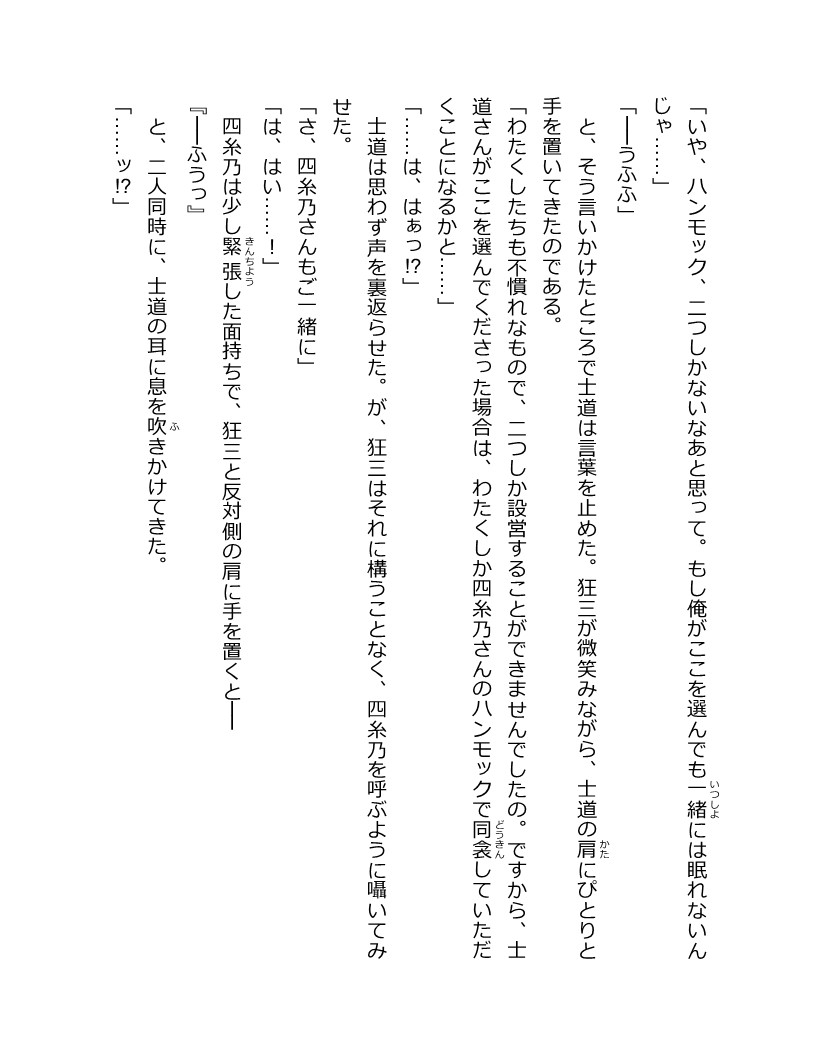 「いや、ハンモック、二つしかないなあと思って。もし俺がここを選んでも一緒には眠れないん
じゃ……」
「──うふふ」
　と、そう言いかけたところで士道は言葉を止めた。狂三が微笑みながら、士道の肩にぴとりと
手を置いてきたのである。
「わたくしたちも不慣れなもので、二つしか設営することができませんでしたの。ですから、士
道さんがここを選んでくださった場合は、わたくしか四糸乃さんのハンモックで同衾していただ
くことになるかと……」
「……は、はぁっ!?」
　士道は思わず声を裏返らせた。が、狂三はそれに構うことなく、四糸乃を呼ぶように囁いてみ
せた。
「さ、四糸乃さんもご一緒に」
「は、はい……！」
　四糸乃は少し緊張した面持ちで、狂三と反対側の肩に手を置くと──
『──ふうっ』
　と、二人同時に、士道の耳に息を吹きかけてきた。
「……ッ!?」